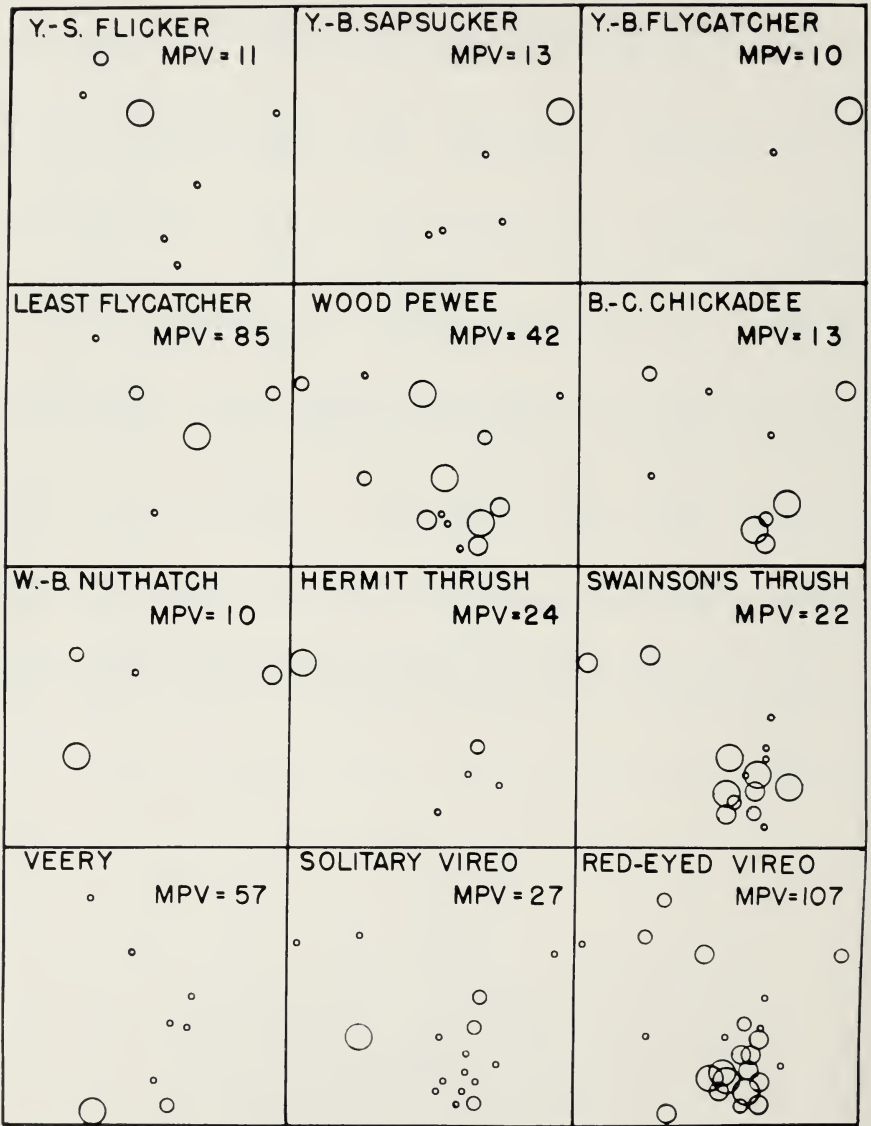 Y.-S. FLICKER
MPV = 11
Y.-B. SAPSUCKER
MPV = 13
Y.-B. FLYCATCHER
MPV = 10
LEAST FLYCATCHER
MPV = 85
WOOD PEWEE
MPV = 42
B.-C. CHICKADEE
MPV = 13
W.-B. NUTHATCH
MPV = 10
HERMIT THRUSH
MPV = 24
SWAINSON'S THRUSH
MPV = 22
VEERY
MPV = 57
SOLITARY VIREO
MPV = 27
RED-EYED VIREO
MPV = 107